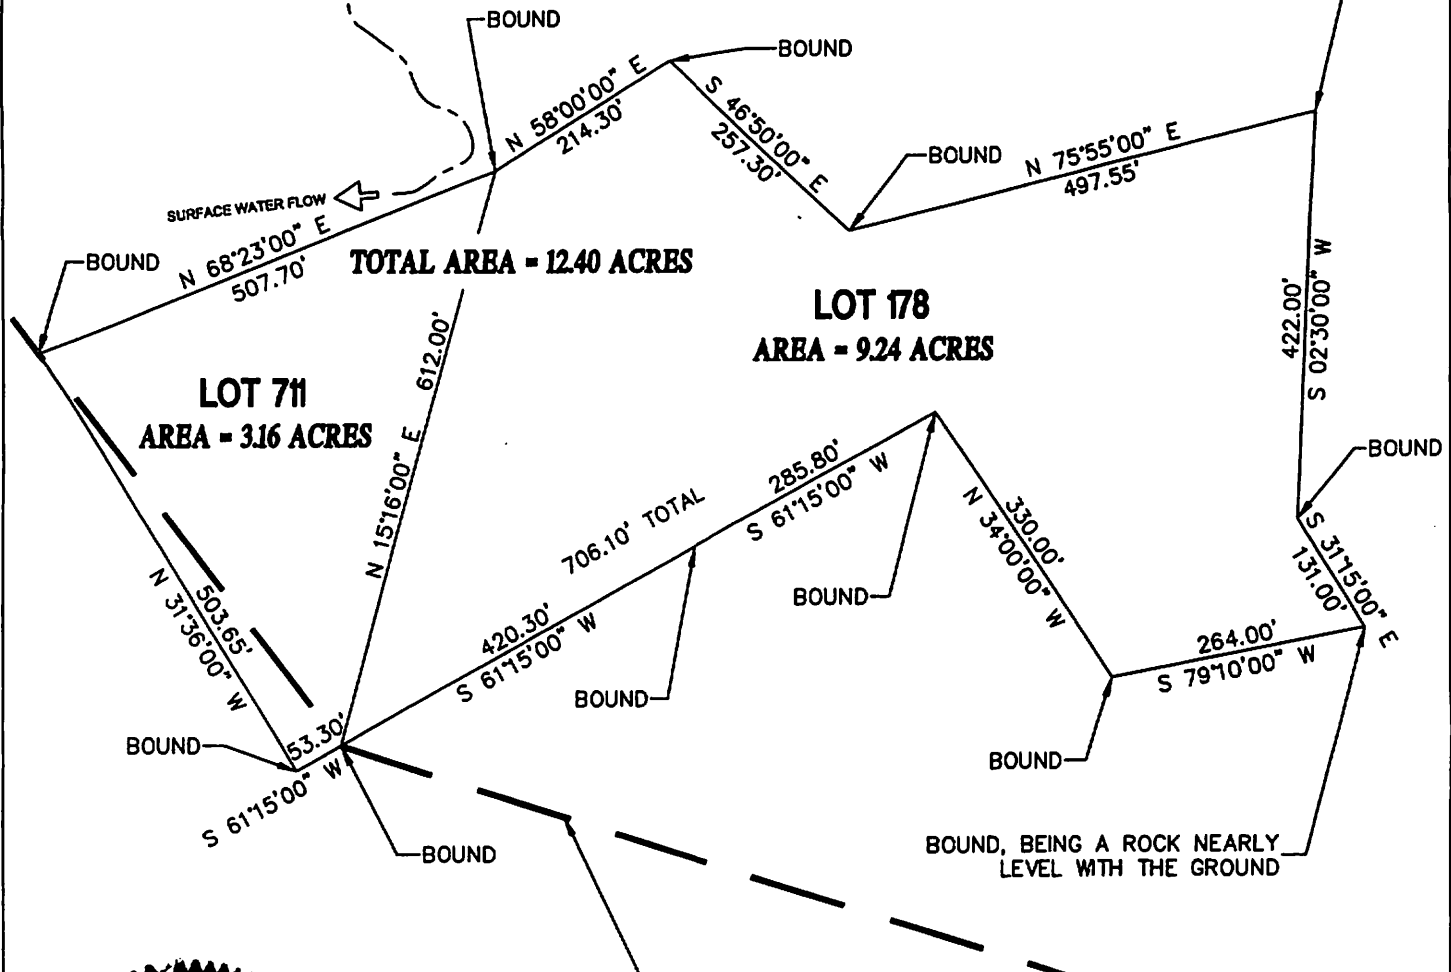 BOUND
BOUND
N 58°00'00" E
214.30'
S 46°50'00" E
257.30'
BOUND
N 75°55'00" E
497.55'
SURFACE WATER FLOW
BOUND
N 68°23'00" E
507.70'
TOTAL AREA = 12.40 ACRES
LOT 178
AREA = 9.24 ACRES
422.00'
S 02°30'00" W
612.00'
N 15°16'00" E
LOT 711
AREA = 3.16 ACRES
BOUND
285.80'
S 61°15'00" W
706.10' TOTAL
330.00'
N 34°00'00" W
S 31°15'00" E
131.00'
BOUND
503.65'
N 31°36'00" W
420.30'
S 61°15'00" W
264.00'
S 79°10'00" W
BOUND
BOUND
53.30'
S 61°15'00" W
BOUND
BOUND
BOUND, BEING A ROCK NEARLY
LEVEL WITH THE GROUND